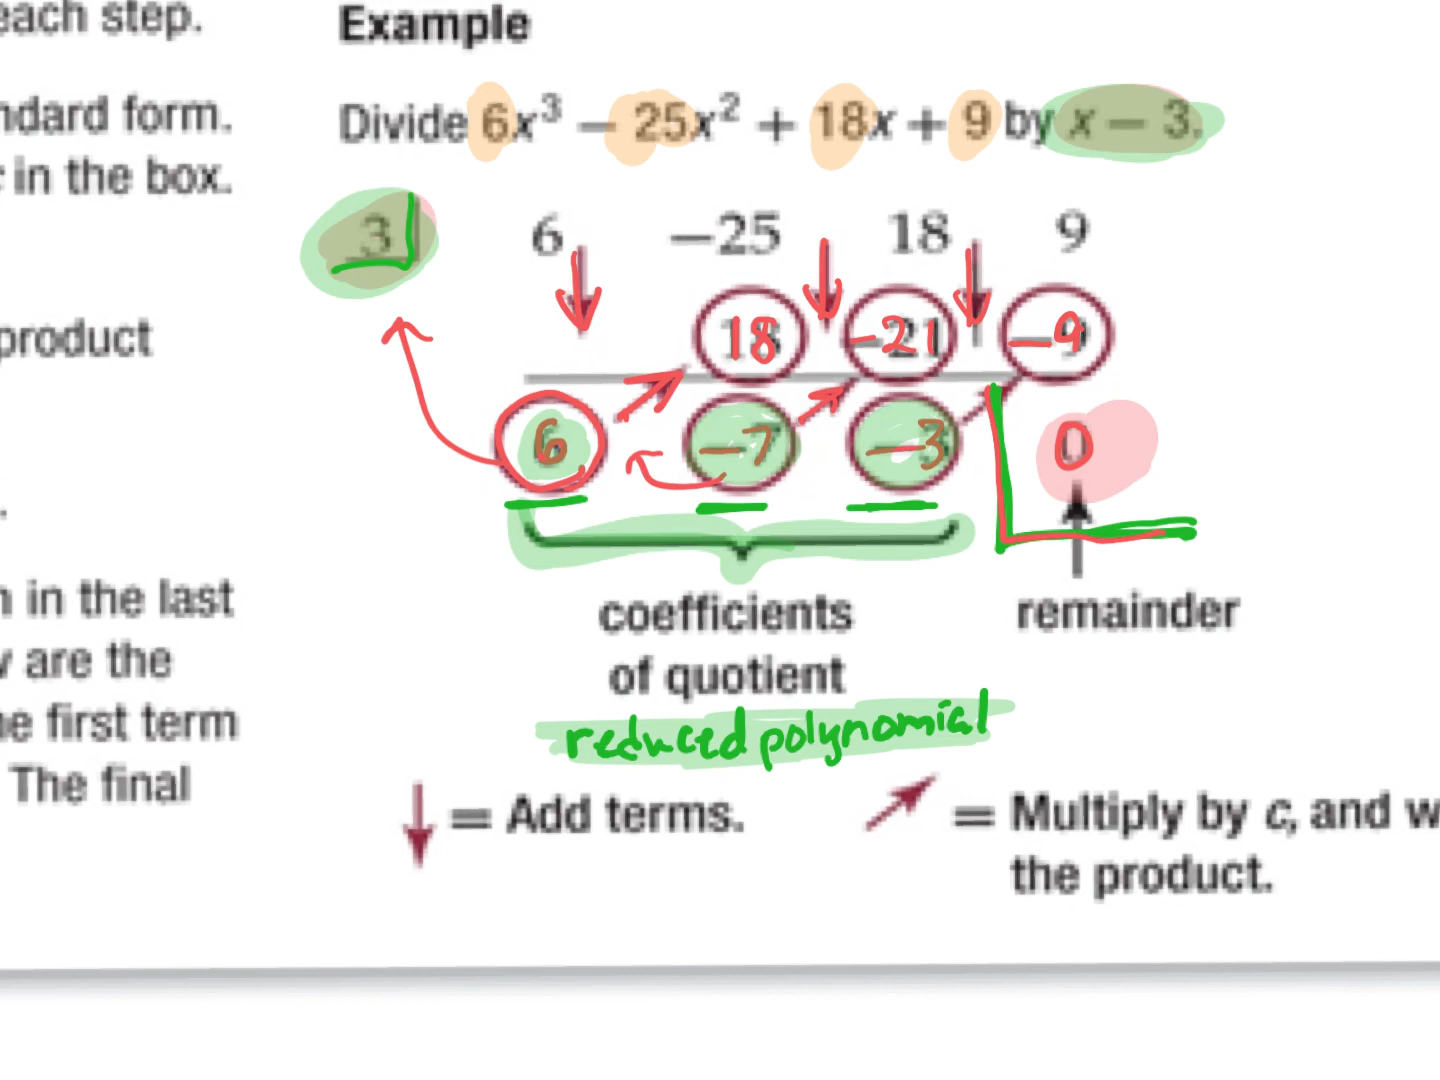 each step.
ndard form.
in the box.
product
.
n in the last
are the
ne first term
The final
Example
Divide 6x³ − 25x² + 18x + 9 by x − 3.
3 6 −25 18 9
18 −21 −9
6 −7 −3 0
coefficients
of quotient
remainder
reduced polynomial
↓ = Add terms.
↗ = Multiply by c, and w
the product.